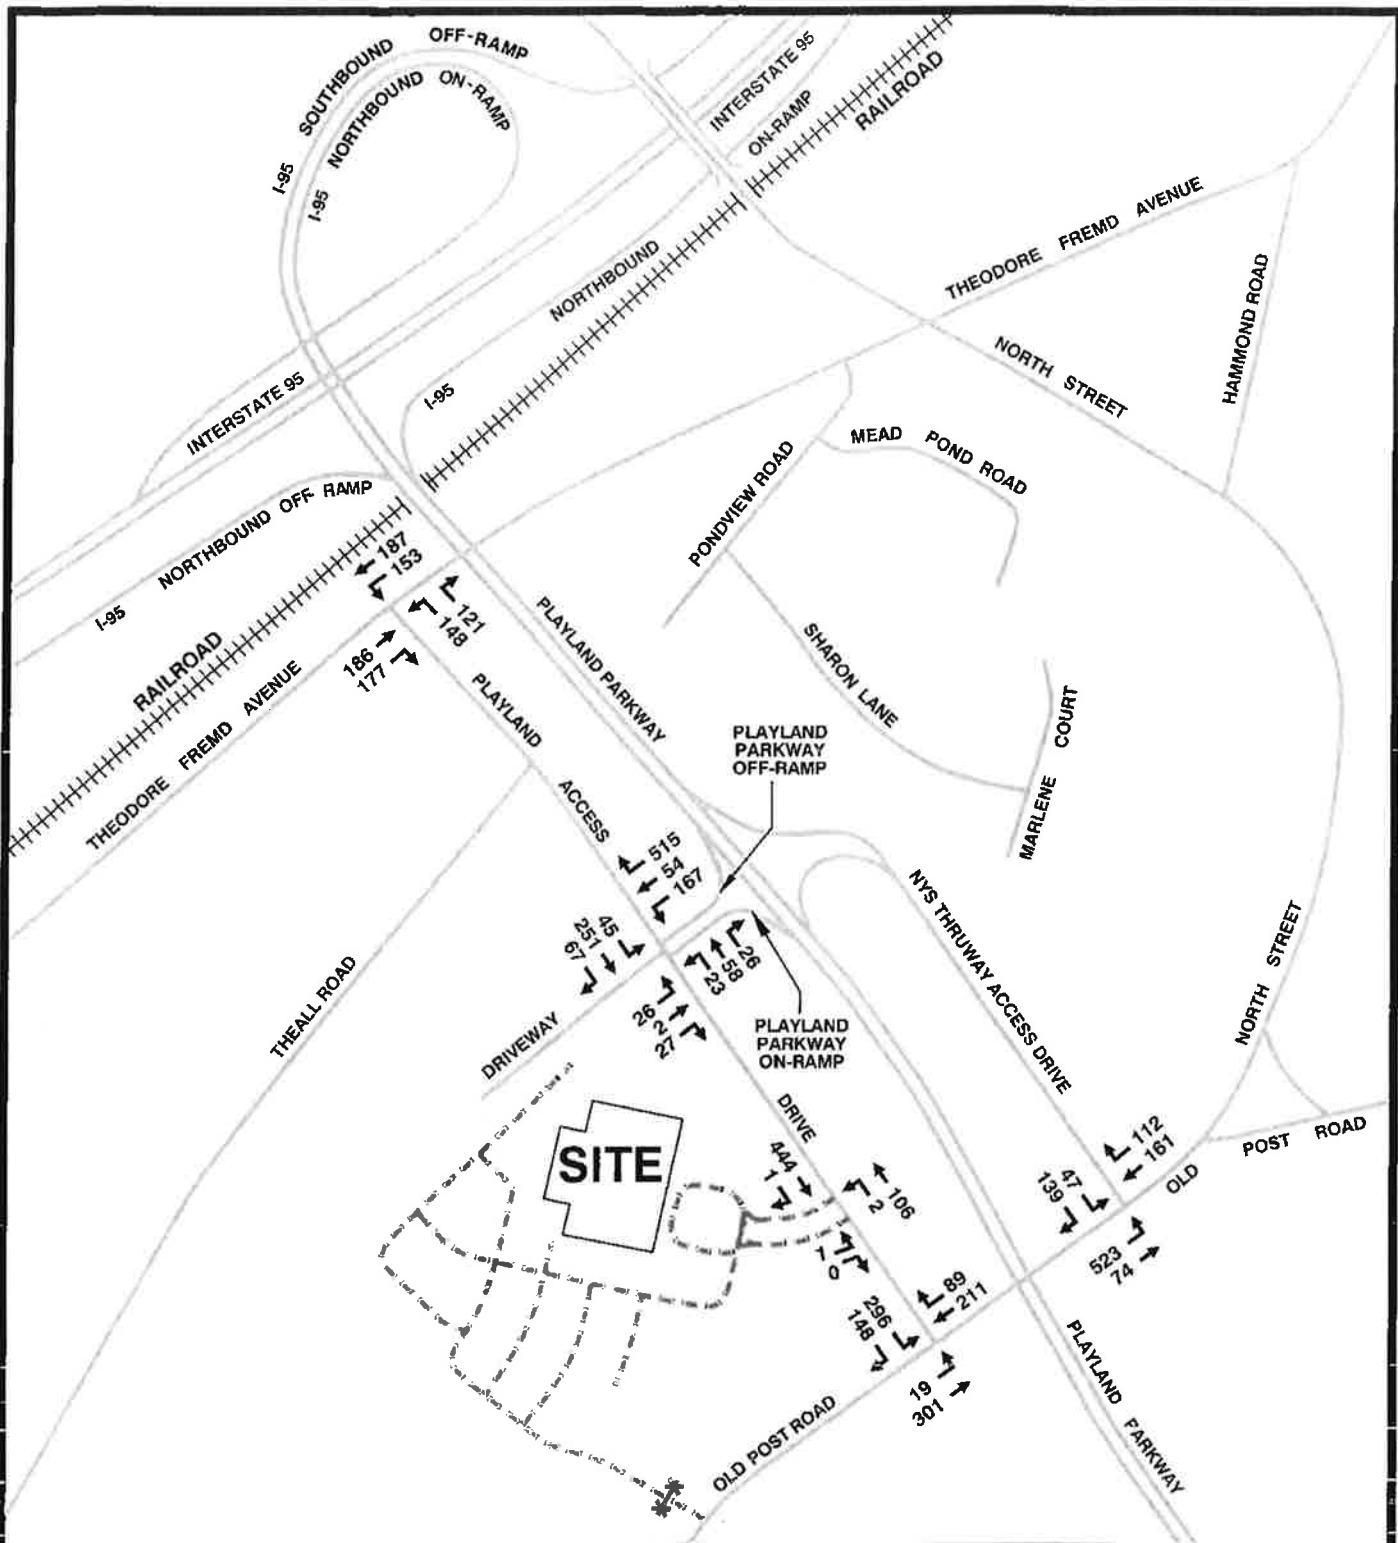 OFF-RAMP
SOUTHBOUND
I-95
ON-RAMP
NORTHBOUND
I-95
INTERSTATE 95
ON-RAMP
RAILROAD
NORTHBOUND
I-95
INTERSTATE 95
THEODORE FREMD AVENUE
HAMMOND ROAD
NORTH STREET
MEAD POND ROAD
PONDVIEW ROAD
I-95 NORTHBOUND OFF- RAMP
187
153
121
148
186
177
RAILROAD
THEODORE FREMD AVENUE
PLAYLAND PARKWAY
SHARON LANE
MARLENE COURT
PLAYLAND ACCESS DRIVE
PLAYLAND
PARKWAY
OFF-RAMP
515
54
167
45
251
67
26
58
23
26
2
27
PLAYLAND
PARKWAY
ON-RAMP
NYS THRUWAY ACCESS DRIVE
NORTH STREET
THEALL ROAD
DRIVEWAY
SITE
444
1
106
2
1
0
112
161
47
139
523
74
OLD POST ROAD
89
211
296
148
19
301
OLD POST ROAD
PLAYLAND PARKWAY